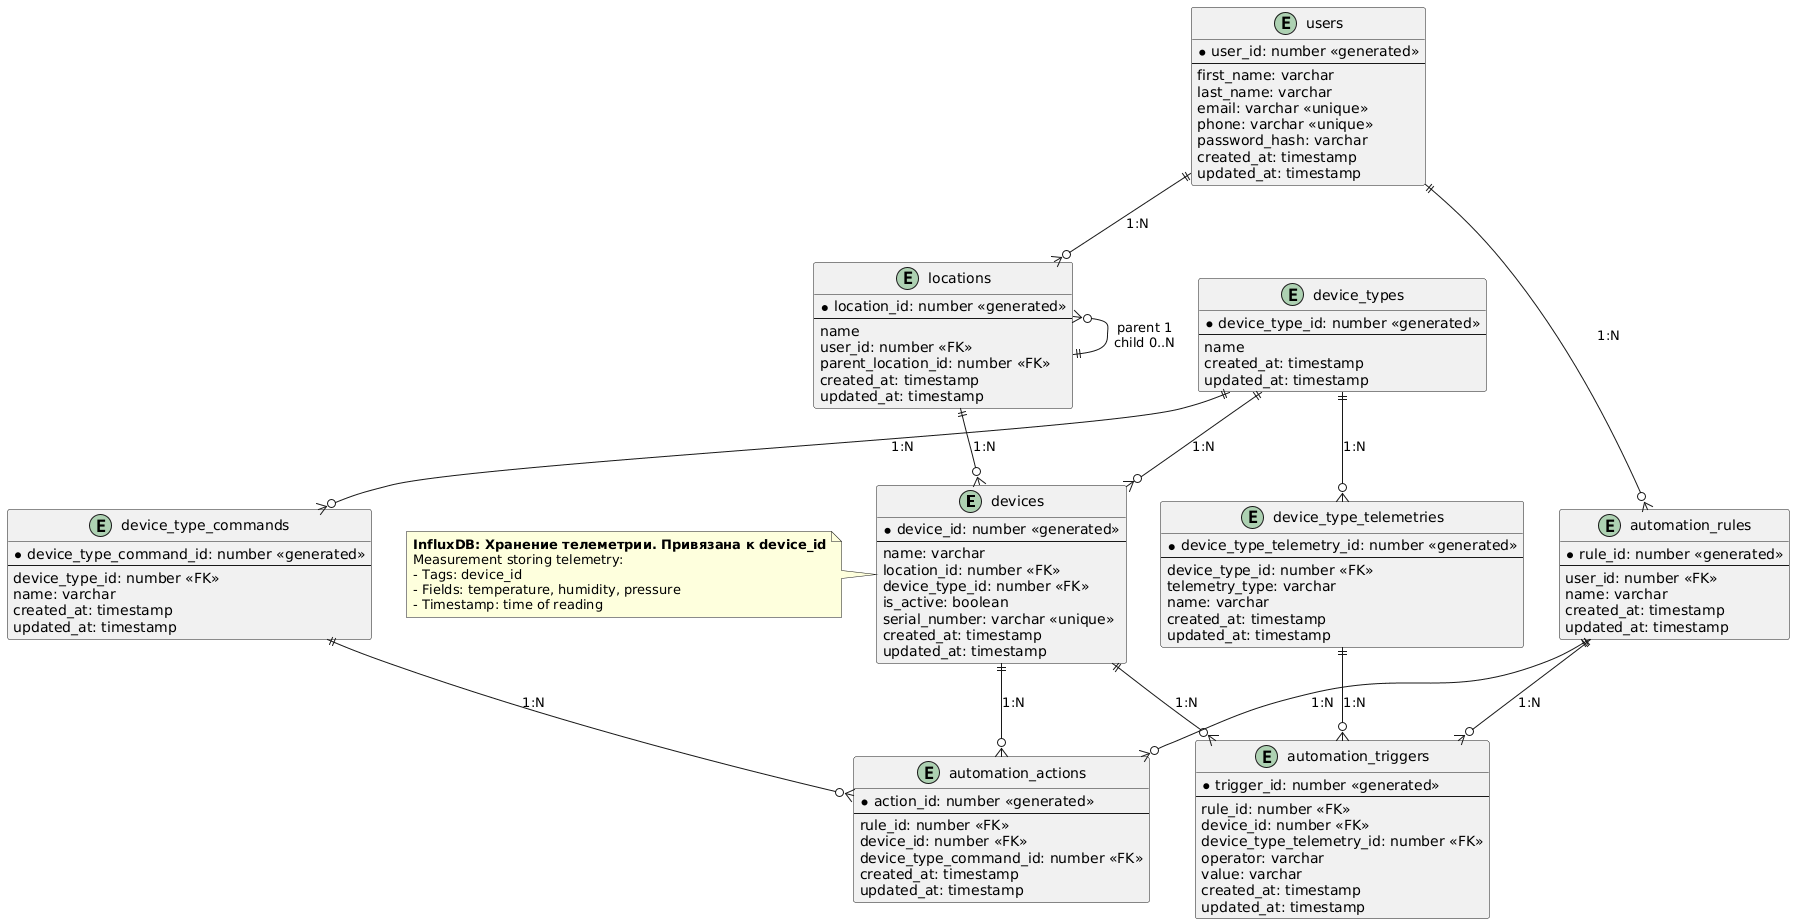 E users
* user_id: number «generated»
first_name: varchar
last_name: varchar
email: varchar «unique»
phone: varchar «unique»
password_hash: varchar
created_at: timestamp
updated_at: timestamp
1:N
1:N
E locations
* location_id: number «generated»
name
user_id: number «FK»
parent_location_id: number «FK»
created_at: timestamp
updated_at: timestamp
parent 1
child 0..N
E device_types
* device_type_id: number «generated»
name
created_at: timestamp
updated_at: timestamp
1:N
1:N
1:N
1:N
E device_type_commands
* device_type_command_id: number «generated»
device_type_id: number «FK»
name: varchar
created_at: timestamp
updated_at: timestamp
InfluxDB: Хранение телеметрии. Привязана к device_id
Measurement storing telemetry:
- Tags: device_id
- Fields: temperature, humidity, pressure
- Timestamp: time of reading
E devices
* device_id: number «generated»
name: varchar
location_id: number «FK»
device_type_id: number «FK»
is_active: boolean
serial_number: varchar «unique»
created_at: timestamp
updated_at: timestamp
E device_type_telemetries
* device_type_telemetry_id: number «generated»
device_type_id: number «FK»
telemetry_type: varchar
name: varchar
created_at: timestamp
updated_at: timestamp
E automation_rules
* rule_id: number «generated»
user_id: number «FK»
name: varchar
created_at: timestamp
updated_at: timestamp
1:N
1:N
1:N
1:N
1:N
1:N
E automation_actions
* action_id: number «generated»
rule_id: number «FK»
device_id: number «FK»
device_type_command_id: number «FK»
created_at: timestamp
updated_at: timestamp
E automation_triggers
* trigger_id: number «generated»
rule_id: number «FK»
device_id: number «FK»
device_type_telemetry_id: number «FK»
operator: varchar
value: varchar
created_at: timestamp
updated_at: timestamp